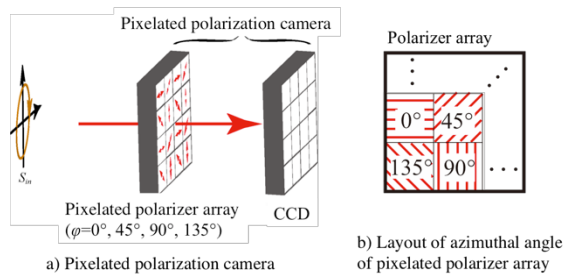 Pixelated polarization camera
Polarizer array
0° 45°
135° 90°
S_in
Pixelated polarizer array
(φ=0°, 45°, 90°, 135°)
CCD
a) Pixelated polarization camera
b) Layout of azimuthal angle
of pixelated polarizer array